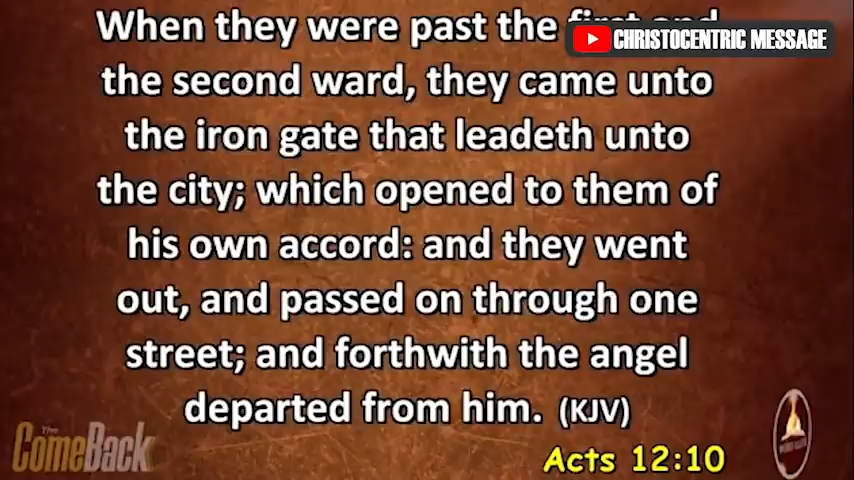 When they were past the first and
CHRISTOCENTRIC MESSAGE
the second ward, they came unto
the iron gate that leadeth unto
the city; which opened to them of
his own accord: and they went
out, and passed on through one
street; and forthwith the angel
departed from him. (KJV)
The
ComeBack
Acts 12:10